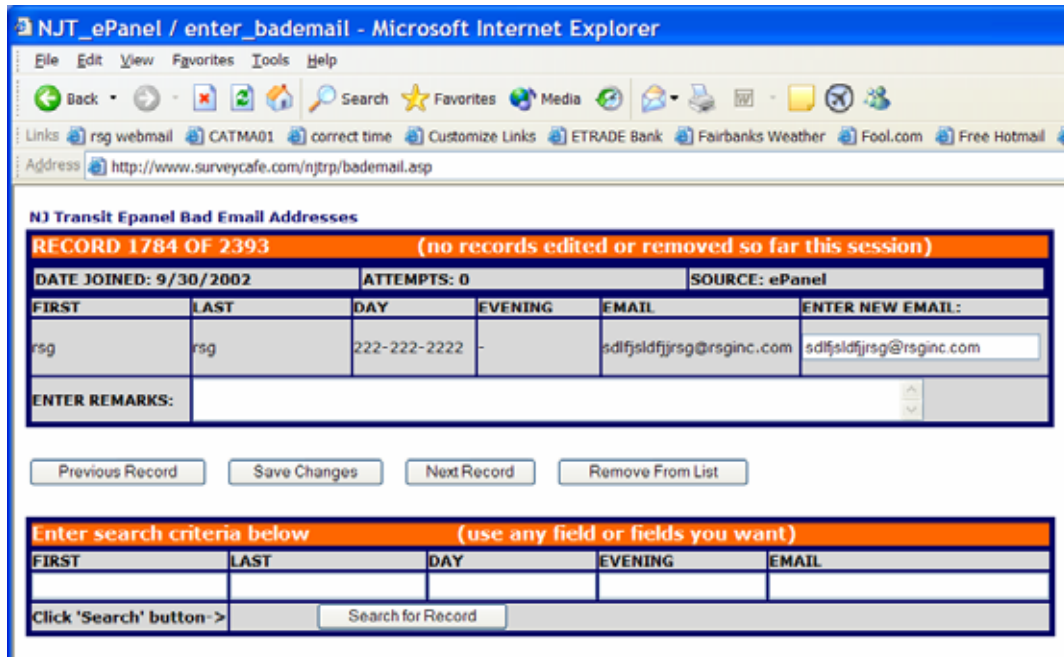 NJT_ePanel / enter_bademail - Microsoft Internet Explorer
File Edit View Favorites Tools Help
Back Search Favorites Media
Links rsg webmail CATMA01 correct time Customize Links ETRADE Bank Fairbanks Weather Fool.com Free Hotmail
Address http://www.surveycafe.com/njtrp/bademail.asp
NJ Transit Epanel Bad Email Addresses
RECORD 1784 OF 2393 (no records edited or removed so far this session)
DATE JOINED: 9/30/2002 ATTEMPTS: 0 SOURCE: ePanel
FIRST LAST DAY EVENING EMAIL ENTER NEW EMAIL:
rsg rsg 222-222-2222 - sdlfjsldfjjrsg@rsginc.com sdlfjsldfjjrsg@rsginc.com
ENTER REMARKS:
Previous Record Save Changes Next Record Remove From List
Enter search criteria below (use any field or fields you want)
FIRST LAST DAY EVENING EMAIL
Click 'Search' button-> Search for Record